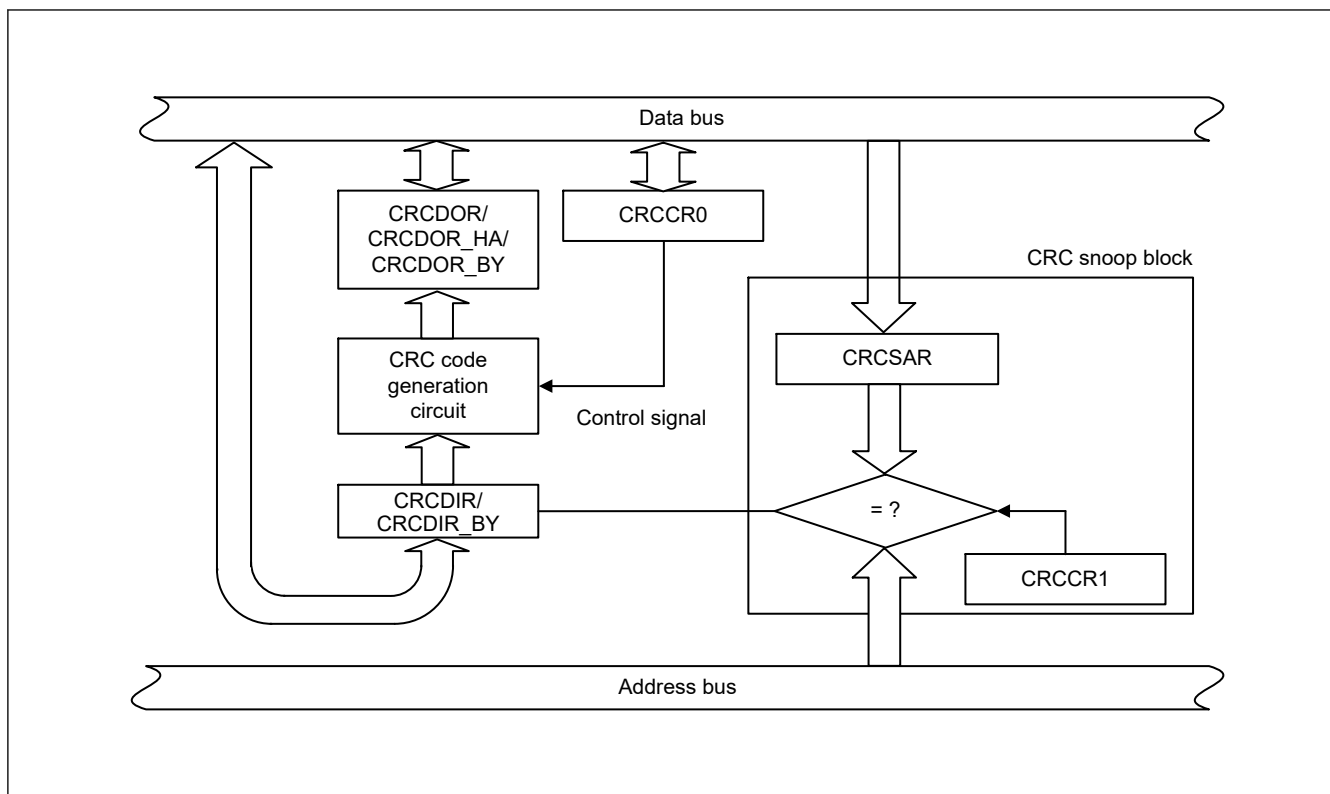 Data bus
CRCDOR/
CRCDOR_HA/
CRCDOR_BY
CRCCR0
CRC snoop block
CRC code
generation
circuit
Control signal
CRCSAR
CRCDIR/
CRCDIR_BY
= ?
CRCCR1
Address bus